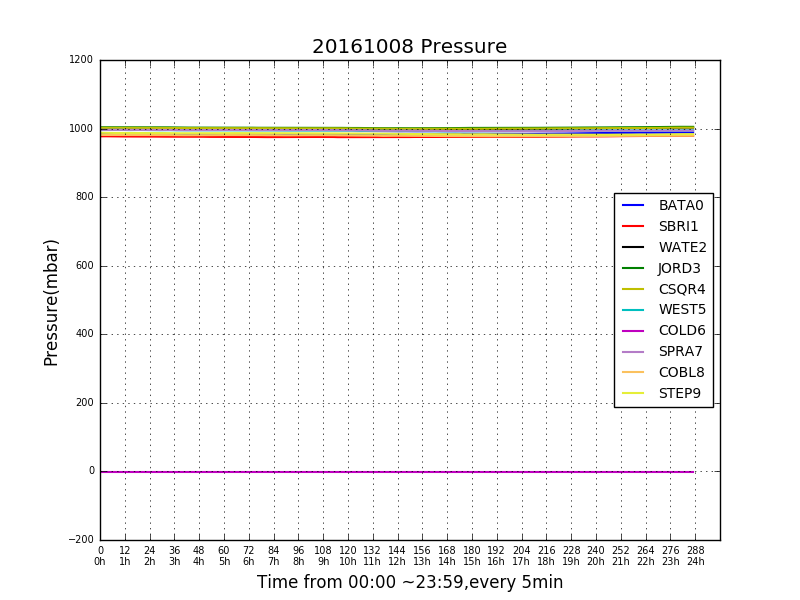 20161008 Pressure
1200
1000
800
600
400
200
0
−200
Pressure(mbar)
BATA0
SBRI1
WATE2
JORD3
CSQR4
WEST5
COLD6
SPRA7
COBL8
STEP9
0 12 24 36 48 60 72 84 96 108 120 132 144 156 168 180 192 204 216 228 240 252 264 276 288
0h 1h 2h 3h 4h 5h 6h 7h 8h 9h 10h 11h 12h 13h 14h 15h 16h 17h 18h 19h 20h 21h 22h 23h 24h
Time from 00:00 ~23:59,every 5min